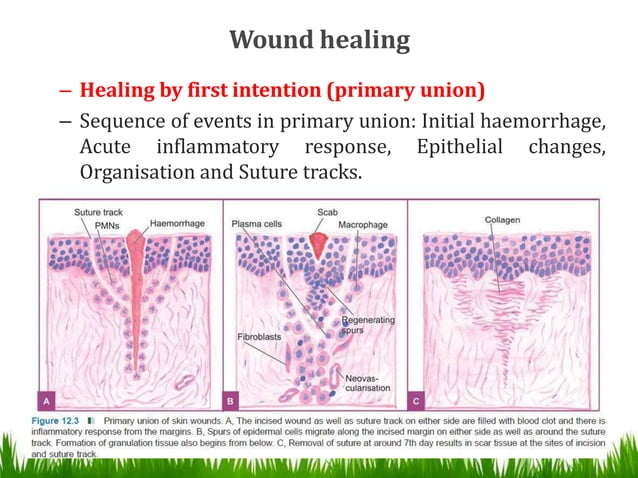 Wound healing
– Healing by first intention (primary union)
– Sequence of events in primary union: Initial haemorrhage,
Acute inflammatory response, Epithelial changes,
Organisation and Suture tracks.
Suture track
PMNs
Haemorrhage
A
Plasma cells
Scab
Macrophage
Regenerating
spurs
Fibroblasts
Neovas-
cularisation
B
Collagen
C
Figure 12.3 Primary union of skin wounds. A, The incised wound as well as suture track on either side are filled with blood clot and there is
inflammatory response from the margins. B, Spurs of epidermal cells migrate along the incised margin on either side as well as around the suture
track. Formation of granulation tissue also begins from below. C, Removal of suture at around 7th day results in scar tissue at the sites of incision
and suture track.